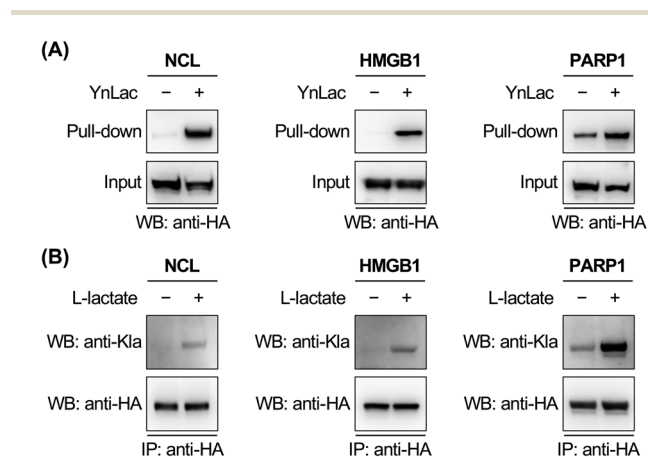 (A)
NCL HMGB1 PARP1
YnLac − + YnLac − + YnLac − +
Pull-down Pull-down Pull-down
Input Input Input
WB: anti-HA WB: anti-HA WB: anti-HA
(B)
NCL HMGB1 PARP1
L-lactate − + L-lactate − + L-lactate − +
WB: anti-Kla WB: anti-Kla WB: anti-Kla
WB: anti-HA WB: anti-HA WB: anti-HA
IP: anti-HA IP: anti-HA IP: anti-HA